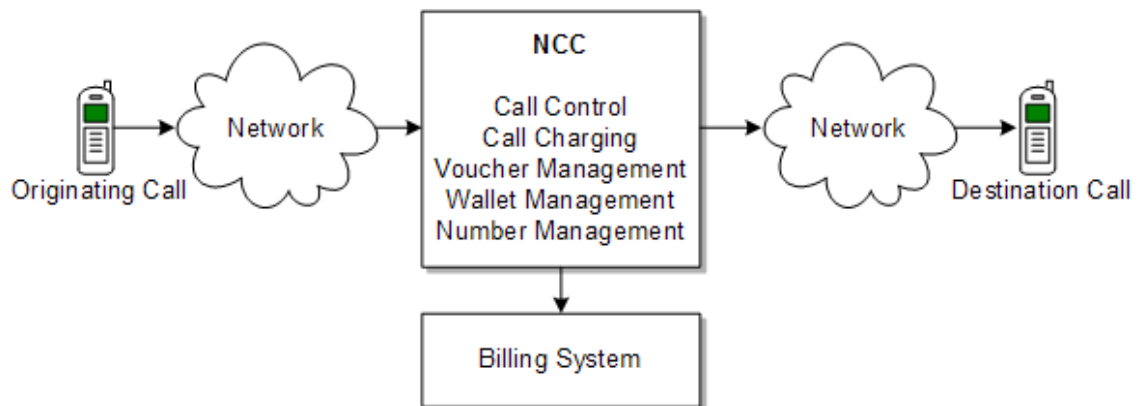 NCC
Call Control
Call Charging
Voucher Management
Wallet Management
Number Management
Network
Network
Originating Call
Destination Call
Billing System